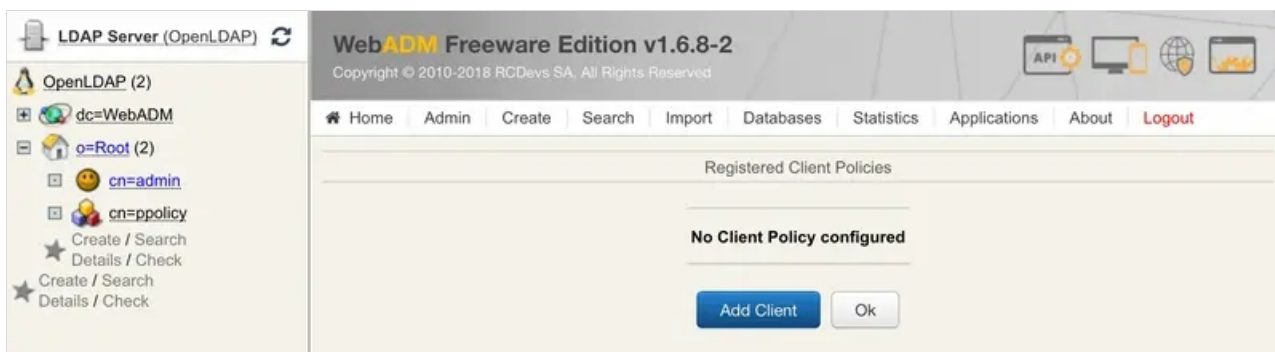 LDAP Server (OpenLDAP)
OpenLDAP (2)
dc=WebADM
o=Root (2)
cn=admin
cn=ppolicy
Create / Search
Details / Check
Create / Search
Details / Check
WebADM Freeware Edition v1.6.8-2
Copyright © 2010-2018 RCDevs SA, All Rights Reserved
API
Home Admin Create Search Import Databases Statistics Applications About Logout
Registered Client Policies
No Client Policy configured
Add Client Ok